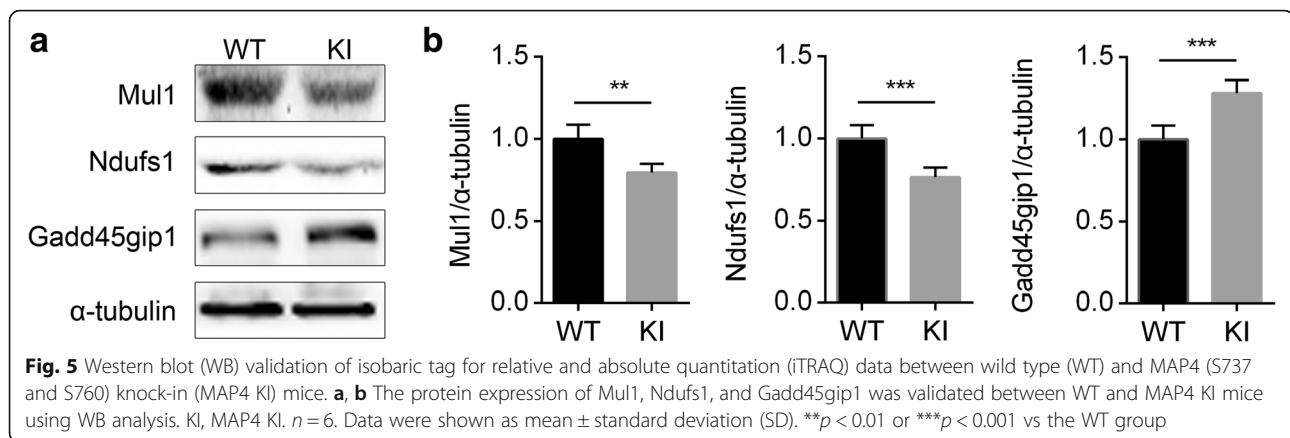 a
WT KI
Mul1
Ndufs1
Gadd45gip1
α-tubulin
b
Mul1/α-tubulin
1.5
1.0
0.5
0.0
**
WT KI
Ndufs1/α-tubulin
1.5
1.0
0.5
0.0
***
WT KI
Gadd45gip1/α-tubulin
1.5
1.0
0.5
0.0
***
WT KI
Fig. 5 Western blot (WB) validation of isobaric tag for relative and absolute quantitation (iTRAQ) data between wild type (WT) and MAP4 (S737
and S760) knock-in (MAP4 KI) mice. a, b The protein expression of Mul1, Ndufs1, and Gadd45gip1 was validated between WT and MAP4 KI mice
using WB analysis. KI, MAP4 KI. n = 6. Data were shown as mean ± standard deviation (SD). **p < 0.01 or ***p < 0.001 vs the WT group